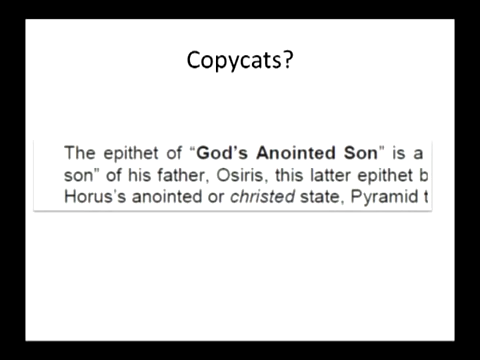 Copycats?
The epithet of “God’s Anointed Son” is a
son” of his father, Osiris, this latter epithet b
Horus’s anointed or christed state, Pyramid t